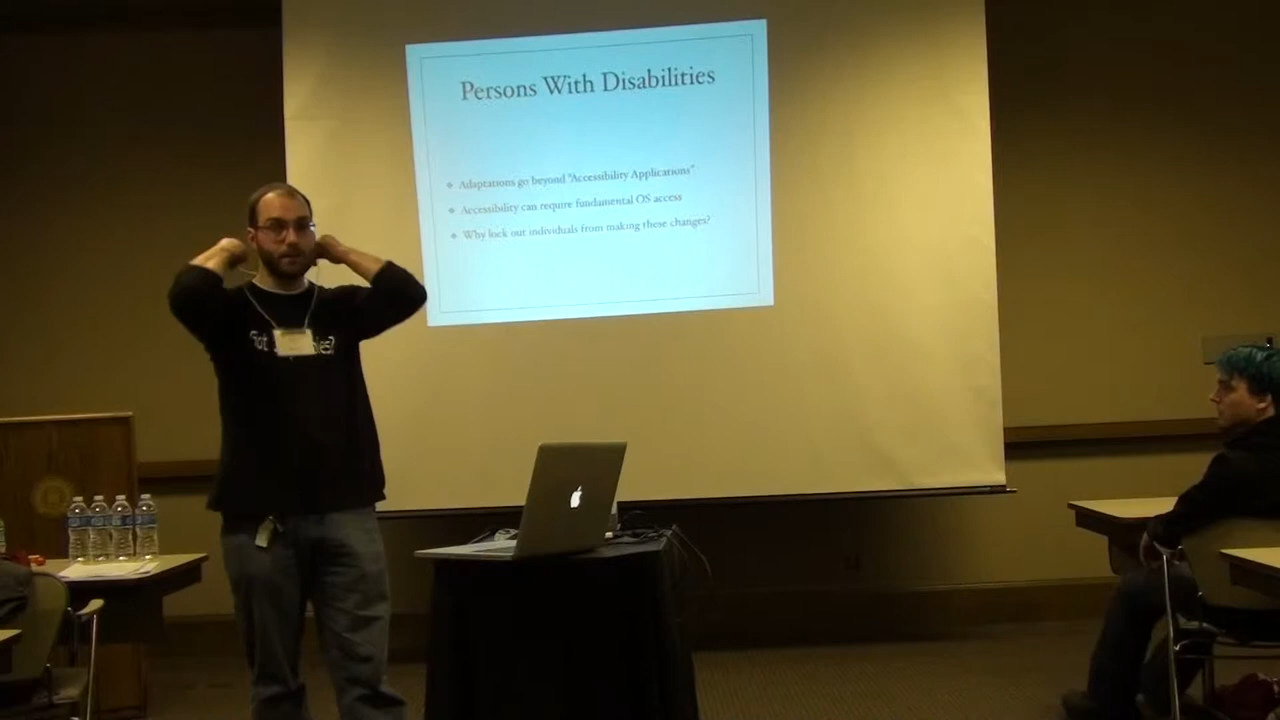 Persons With Disabilities
Adaptations go beyond "Accessibility Applications"
Accessibility can require fundamental OS access
Why lock out individuals from making these changes?